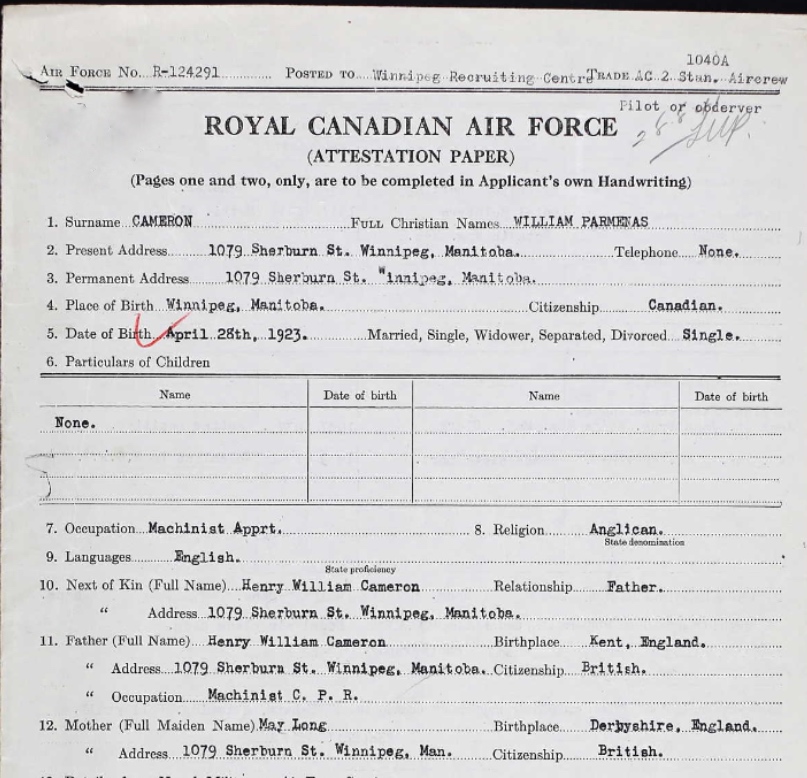 1040A
AIR FORCE NO. R-124291 POSTED TO Winnipeg Recruiting Centre TRADE AC 2 Stan. Aircrew
Pilot or obderver
ROYAL CANADIAN AIR FORCE
(ATTESTATION PAPER)
(Pages one and two, only, are to be completed in Applicant's own Handwriting)
1. Surname CAMERON FULL Christian Names WILLIAM PARMENAS
2. Present Address 1079 Sherburn St. Winnipeg, Manitoba. Telephone None.
3. Permanent Address 1079 Sherburn St. Winnipeg, Manitoba.
4. Place of Birth Winnipeg, Manitoba. Citizenship Canadian.
5. Date of Birth April 28th, 1923. Married, Single, Widower, Separated, Divorced Single.
6. Particulars of Children
Name Date of birth Name Date of birth
None.
7. Occupation Machinist Apprt. 8. Religion Anglican.
State denomination
9. Languages English.
State proficiency
10. Next of Kin (Full Name) Henry William Cameron Relationship Father.
" Address 1079 Sherburn St. Winnipeg, Manitoba.
11. Father (Full Name) Henry William Cameron Birthplace Kent, England.
" Address 1079 Sherburn St. Winnipeg, Manitoba. Citizenship British.
" Occupation Machinist C. P. R.
12. Mother (Full Maiden Name) May Long Birthplace Derbyshire, England.
" Address 1079 Sherburn St. Winnipeg, Man. Citizenship British.